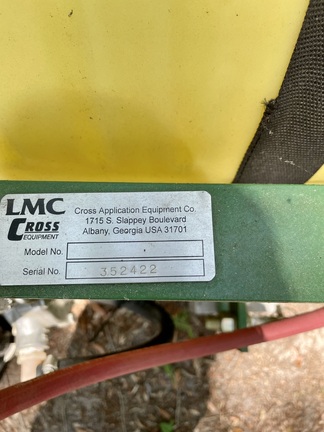 LMC
CROSS
EQUIPMENT
Cross Application Equipment Co.
1715 S. Slappey Boulevard
Albany, Georgia USA 31701
Model No.
Serial No. 352422